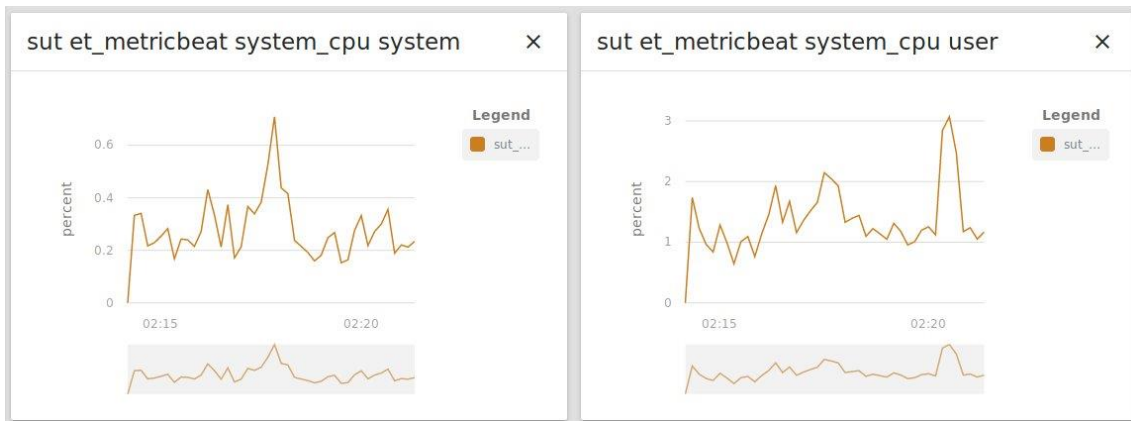 sut et_metricbeat system_cpu system ×
Legend
sut_...
0.6
0.4
0.2
0
percent
02:15 02:20
sut et_metricbeat system_cpu user ×
Legend
sut_...
3
2
1
0
percent
02:15 02:20